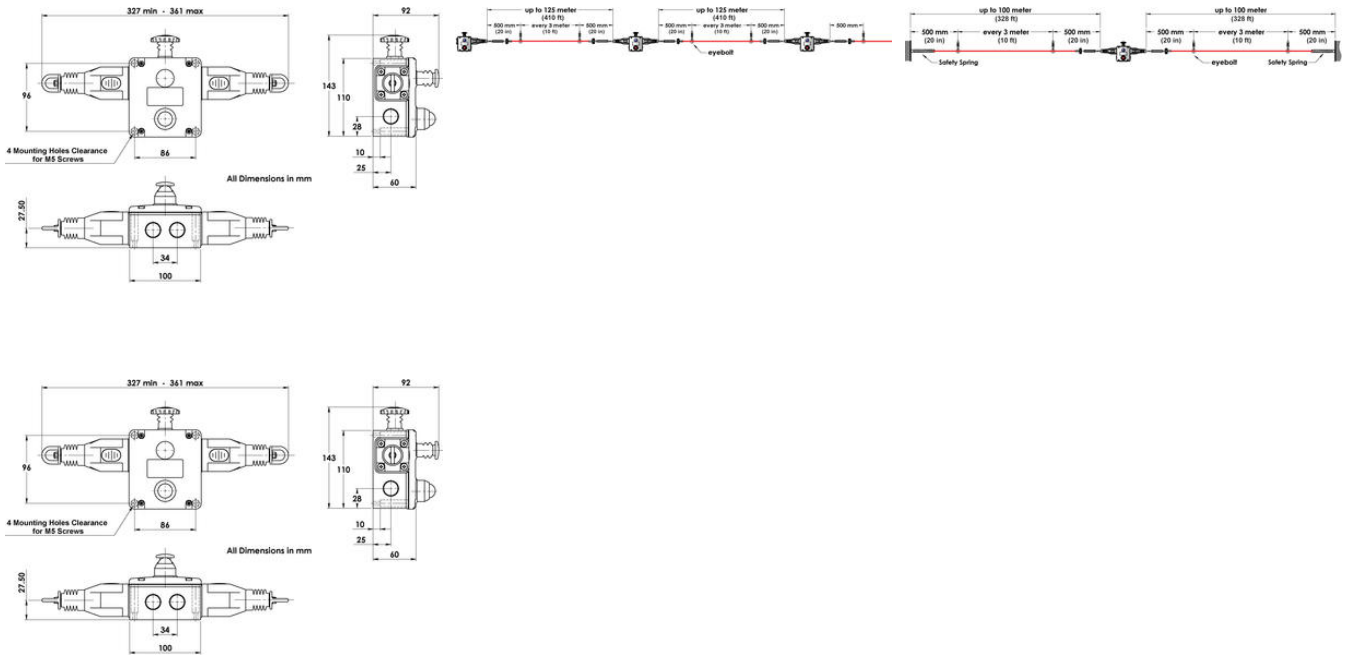 327 min - 361 max
92
96
86
4 Mounting Holes Clearance
for M5 Screws
143
110
28
10
25
60
All Dimensions in mm
27.50
34
100
up to 125 meter
(410 ft)
500 mm
(20 in)
every 3 meter
(10 ft)
500 mm
(20 in)
up to 125 meter
(410 ft)
500 mm
(20 in)
every 3 meter
(10 ft)
500 mm
(20 in)
500 mm
eyebolt
up to 100 meter
(328 ft)
500 mm
(20 in)
every 3 meter
(10 ft)
500 mm
(20 in)
Safety Spring
up to 100 meter
(328 ft)
500 mm
(20 in)
every 3 meter
(10 ft)
500 mm
(20 in)
eyebolt
Safety Spring
327 min - 361 max
92
96
86
4 Mounting Holes Clearance
for M5 Screws
143
110
28
10
25
60
All Dimensions in mm
27.50
34
100